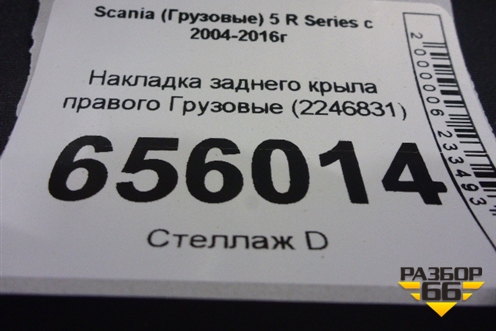 Scania (Грузовые) 5 R Series с
2004-2016г
Накладка заднего крыла
правого Грузовые (2246831)
656014
Стеллаж D
2000006233493
РАЗБОР
66